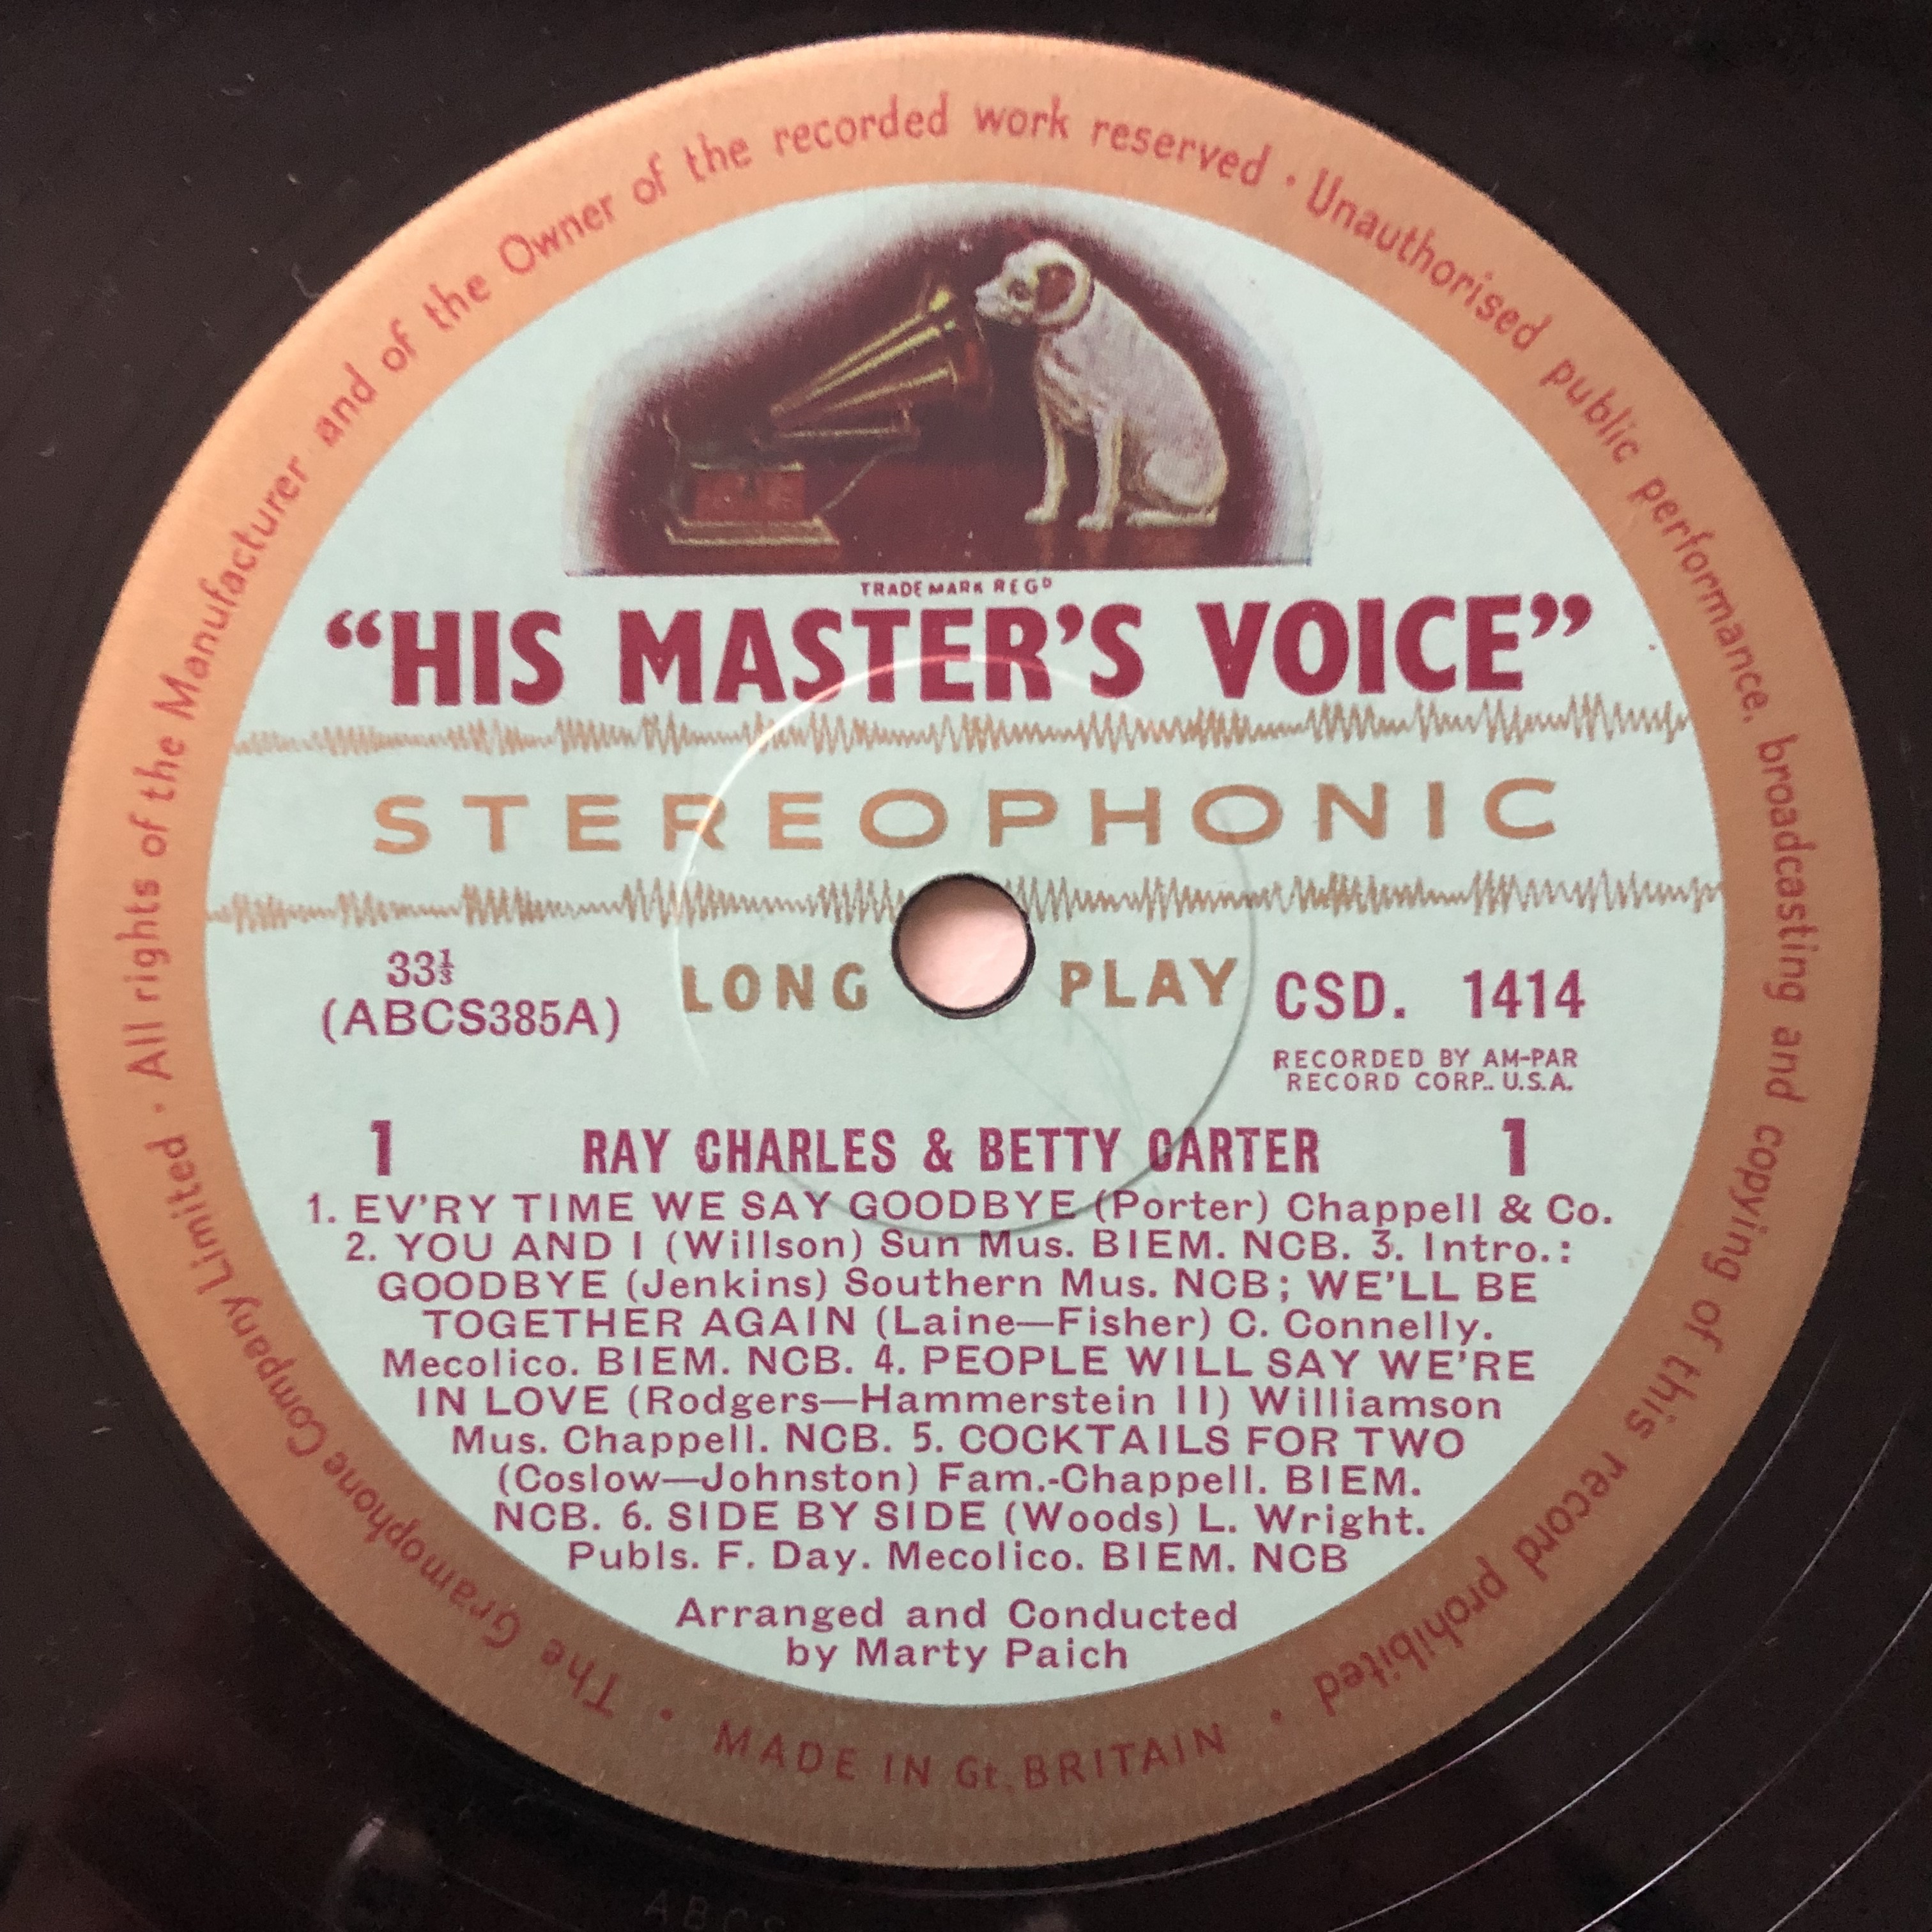 The Gramophone Company Limited · All rights of the Manufacturer and of the Owner of the recorded work reserved · Unauthorised public performance, broadcasting and copying of this record prohibited ·
TRADE MARK REGD
“HIS MASTER’S VOICE”
STEREOPHONIC
33⅓
(ABCS385A)
LONG PLAY
CSD. 1414
RECORDED BY AM-PAR
RECORD CORP.. U.S.A.
1 RAY CHARLES & BETTY CARTER 1
1. EV’RY TIME WE SAY GOODBYE (Porter) Chappell & Co.
2. YOU AND I (Willson) Sun Mus. BIEM. NCB. 3. Intro.:
GOODBYE (Jenkins) Southern Mus. NCB; WE’LL BE
TOGETHER AGAIN (Laine—Fisher) C. Connelly.
Mecolico. BIEM. NCB. 4. PEOPLE WILL SAY WE’RE
IN LOVE (Rodgers—Hammerstein II) Williamson
Mus. Chappell. NCB. 5. COCKTAILS FOR TWO
(Coslow—Johnston) Fam.-Chappell. BIEM.
NCB. 6. SIDE BY SIDE (Woods) L. Wright.
Publs. F. Day. Mecolico. BIEM. NCB
Arranged and Conducted
by Marty Paich
· MADE IN Gt. BRITAIN ·
ABCS